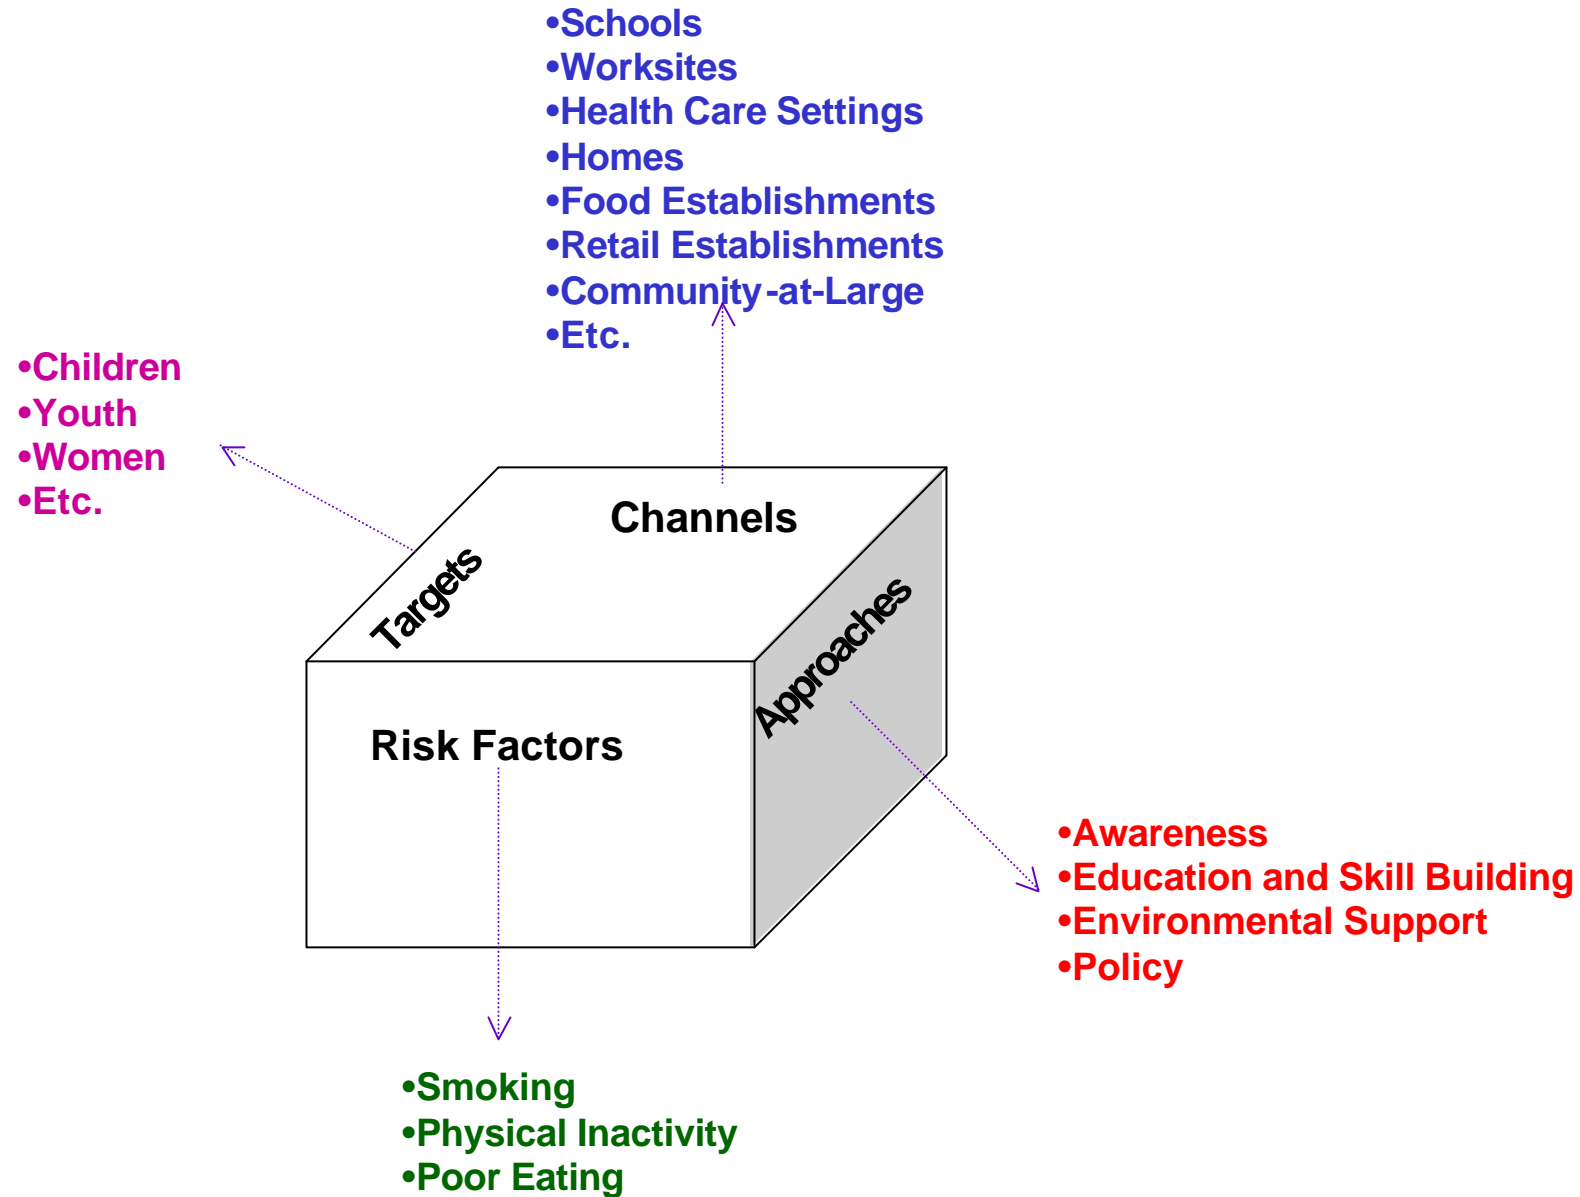 •Schools
•Worksites
•Health Care Settings
•Homes
•Food Establishments
•Retail Establishments
•Community-at-Large
•Etc.
•Children
•Youth
•Women
•Etc.
Channels
Targets
Approaches
Risk Factors
•Awareness
•Education and Skill Building
•Environmental Support
•Policy
•Smoking
•Physical Inactivity
•Poor Eating